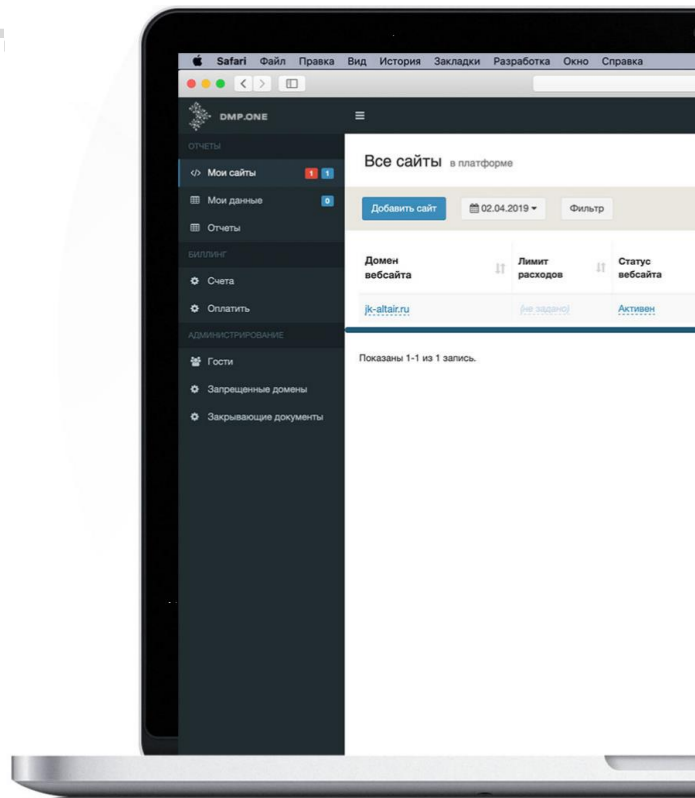 Safari Файл Правка Вид История Закладки Разработка Окно Справка
DMP.ONE
ОТЧЕТЫ
Мои сайты 1 1
Мои данные 0
Отчеты
БИЛЛИНГ
Счета
Оплатить
АДМИНИСТРИРОВАНИЕ
Гости
Запрещенные домены
Закрывающие документы
Все сайты в платформе
Добавить сайт 02.04.2019 Фильтр
Домен вебсайта
Лимит расходов
Статус вебсайта
jk-altair.ru (не задано) Активен
Показаны 1-1 из 1 запись.